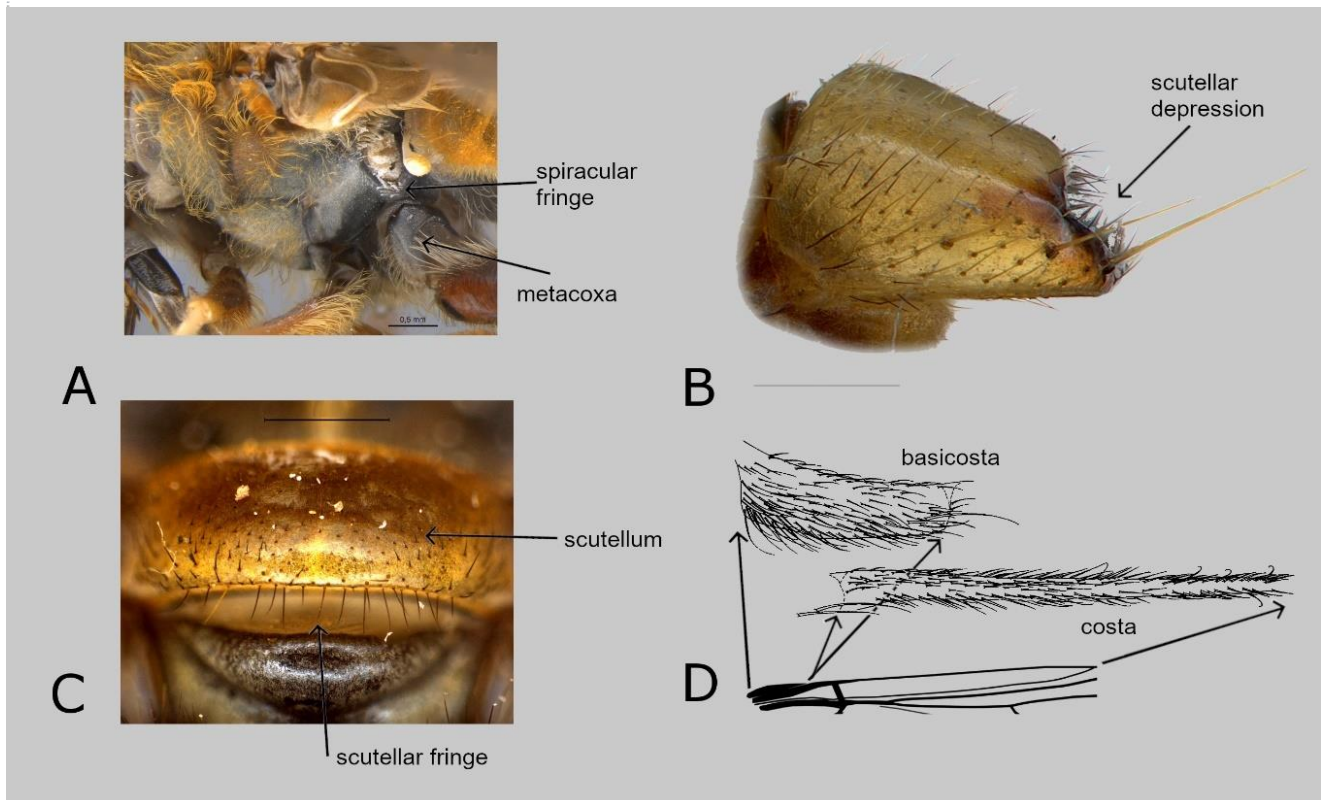 spiracular
fringe
metacoxa
0,5 mm
A
scutellar
depression
B
scutellum
scutellar fringe
C
basicosta
costa
D